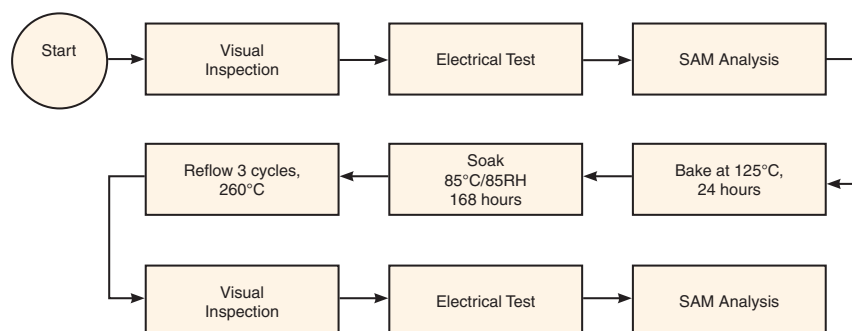 Start
Visual
Inspection
Electrical Test
SAM Analysis
Reflow 3 cycles,
260°C
Soak
85°C/85RH
168 hours
Bake at 125°C,
24 hours
Visual
Inspection
Electrical Test
SAM Analysis